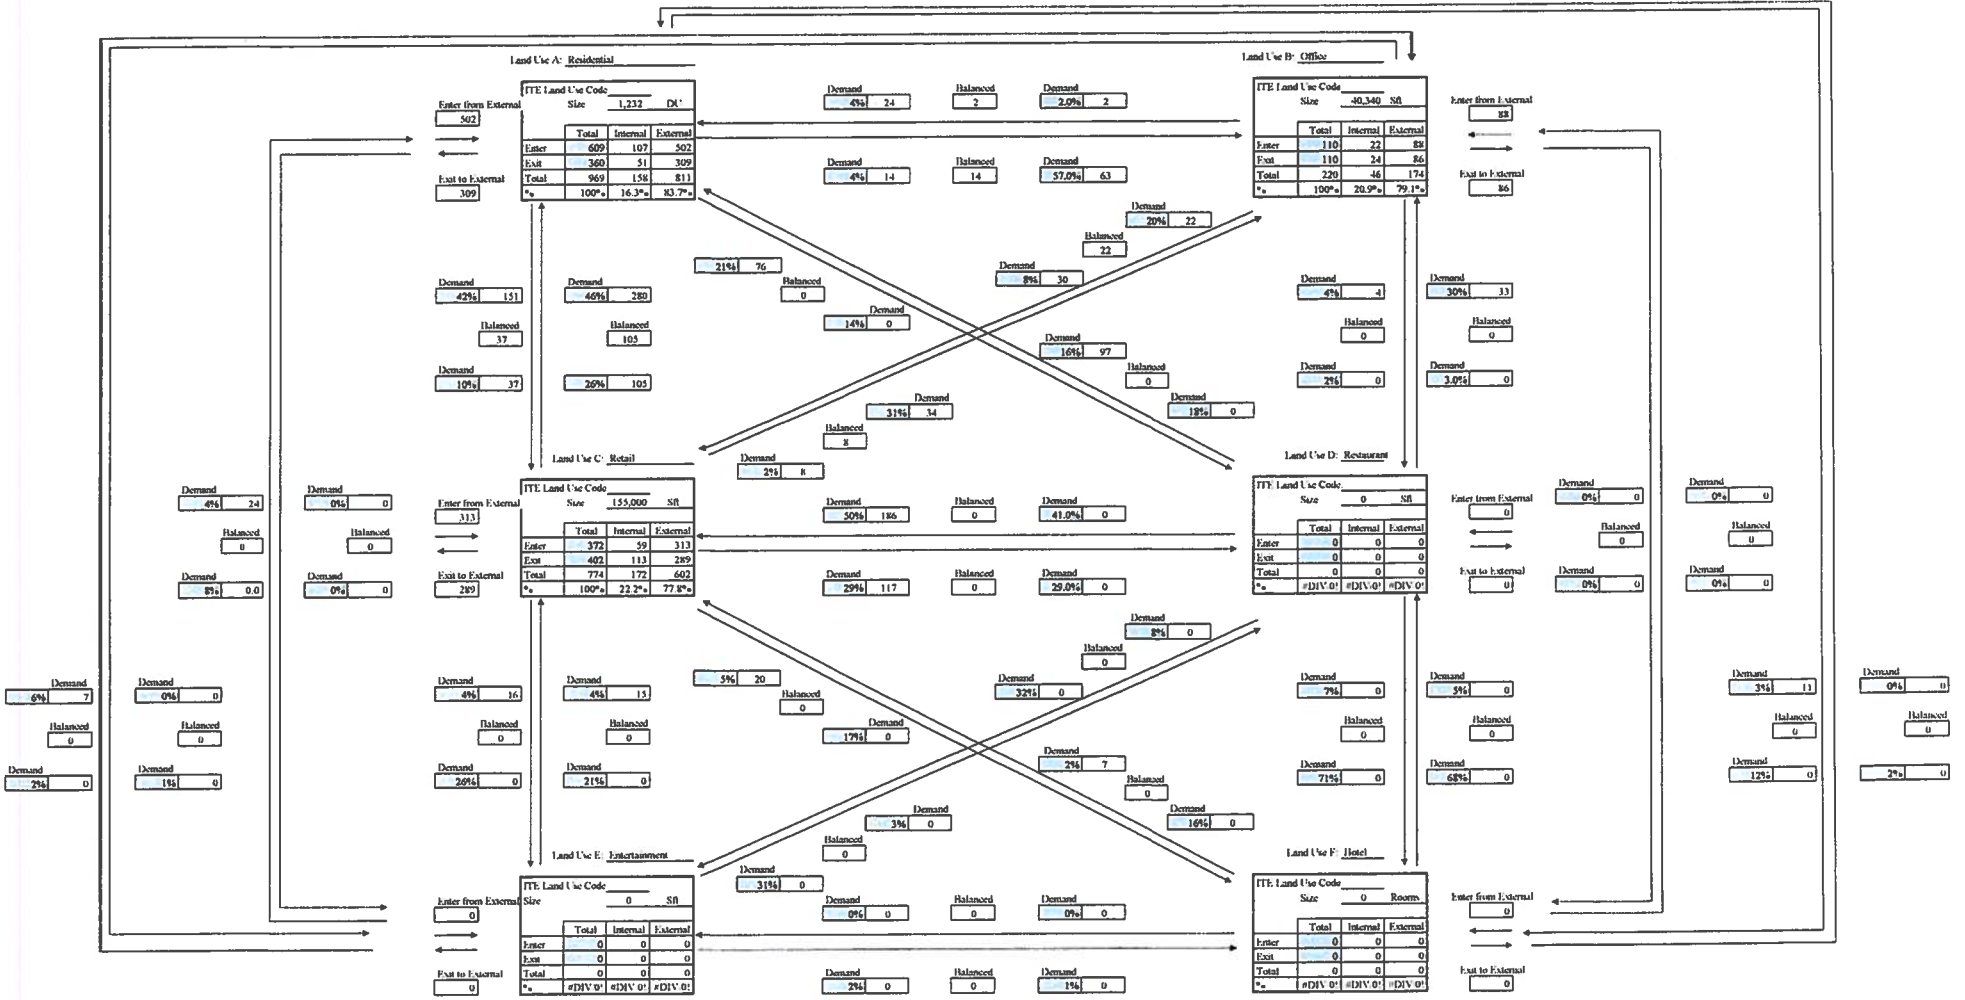 Land Use A: Residential
Land Use B: Office
ITE Land Use Code
Size 1,232 DU
Total Internal External
Enter 609 107 502
Exit 360 51 309
Total 969 158 811
% 100% 16.3% 83.7%
Enter from External
502
Exit to External
309
Demand Balanced Demand
4% 24 2 2.0% 2
Demand Balanced Demand
4% 14 14 57.0% 63
ITE Land Use Code
Size 40,340 Sft
Total Internal External
Enter 110 22 88
Exit 110 24 86
Total 220 46 174
% 100% 20.9% 79.1%
Enter from External
88
Exit to External
86
Demand
20% 22
Balanced
22
Demand
8% 30
21% 76
Balanced
0
Demand
14% 0
Demand
42% 151
Balanced
37
Demand
10% 37
Demand
46% 280
Balanced
105
26% 105
Demand
16% 97
Balanced
0
Demand
18% 0
Demand
31% 34
Balanced
8
Demand
2% 8
Demand
4% 4
Balanced
0
Demand
2% 0
Demand
30% 33
Balanced
0
Demand
3.0% 0
Land Use C: Retail
Land Use D: Restaurant
Demand
4% 24
Balanced
0
Demand
8% 0.0
Demand
0% 0
Balanced
0
Demand
0% 0
Enter from External
313
Exit to External
289
ITE Land Use Code
Size 155,000 Sft
Total Internal External
Enter 372 59 313
Exit 402 113 289
Total 774 172 602
% 100% 22.2% 77.8%
Demand Balanced Demand
50% 186 0 41.0% 0
Demand Balanced Demand
29% 117 0 29.0% 0
ITE Land Use Code
Size 0 Sft
Total Internal External
Enter 0 0 0
Exit 0 0 0
Total 0 0 0
% #DIV/0! #DIV/0! #DIV/0!
Enter from External
0
Exit to External
0
Demand
0% 0
Balanced
0
Demand
0% 0
Demand
0% 0
Balanced
0
Demand
0% 0
Demand
6% 7
Balanced
0
Demand
2% 0
Demand
0% 0
Balanced
0
Demand
1% 0
Demand
4% 16
Balanced
0
Demand
26% 0
Demand
4% 15
Balanced
0
Demand
21% 0
5% 20
Balanced
0
Demand
17% 0
Demand
8% 0
Balanced
0
Demand
32% 0
Demand
2% 7
Balanced
0
Demand
16% 0
Demand
3% 0
Balanced
0
Demand
31% 0
Demand
7% 0
Balanced
0
Demand
71% 0
Demand
5% 0
Balanced
0
Demand
68% 0
Demand
3% 11
Balanced
0
Demand
12% 0
Demand
0% 0
Balanced
0
2% 0
Land Use E: Entertainment
Land Use F: Hotel
Enter from External
0
Exit to External
0
ITE Land Use Code
Size 0 Sft
Total Internal External
Enter 0 0 0
Exit 0 0 0
Total 0 0 0
% #DIV/0! #DIV/0! #DIV/0!
Demand Balanced Demand
0% 0 0 0% 0
Demand Balanced Demand
2% 0 0 1% 0
ITE Land Use Code
Size 0 Rooms
Total Internal External
Enter 0 0 0
Exit 0 0 0
Total 0 0 0
% #DIV/0! #DIV/0! #DIV/0!
Enter from External
0
Exit to External
0